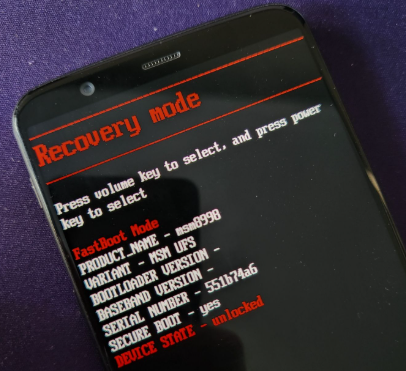 Recovery mode
Press volume key to select, and press power
key to select
FastBoot Mode
PRODUCT_NAME - msm8998
VARIANT - MSM UFS
BOOTLOADER VERSION -
BASEBAND VERSION -
SERIAL NUMBER - 551b74a6
SECURE BOOT - yes
DEVICE STATE - unlocked